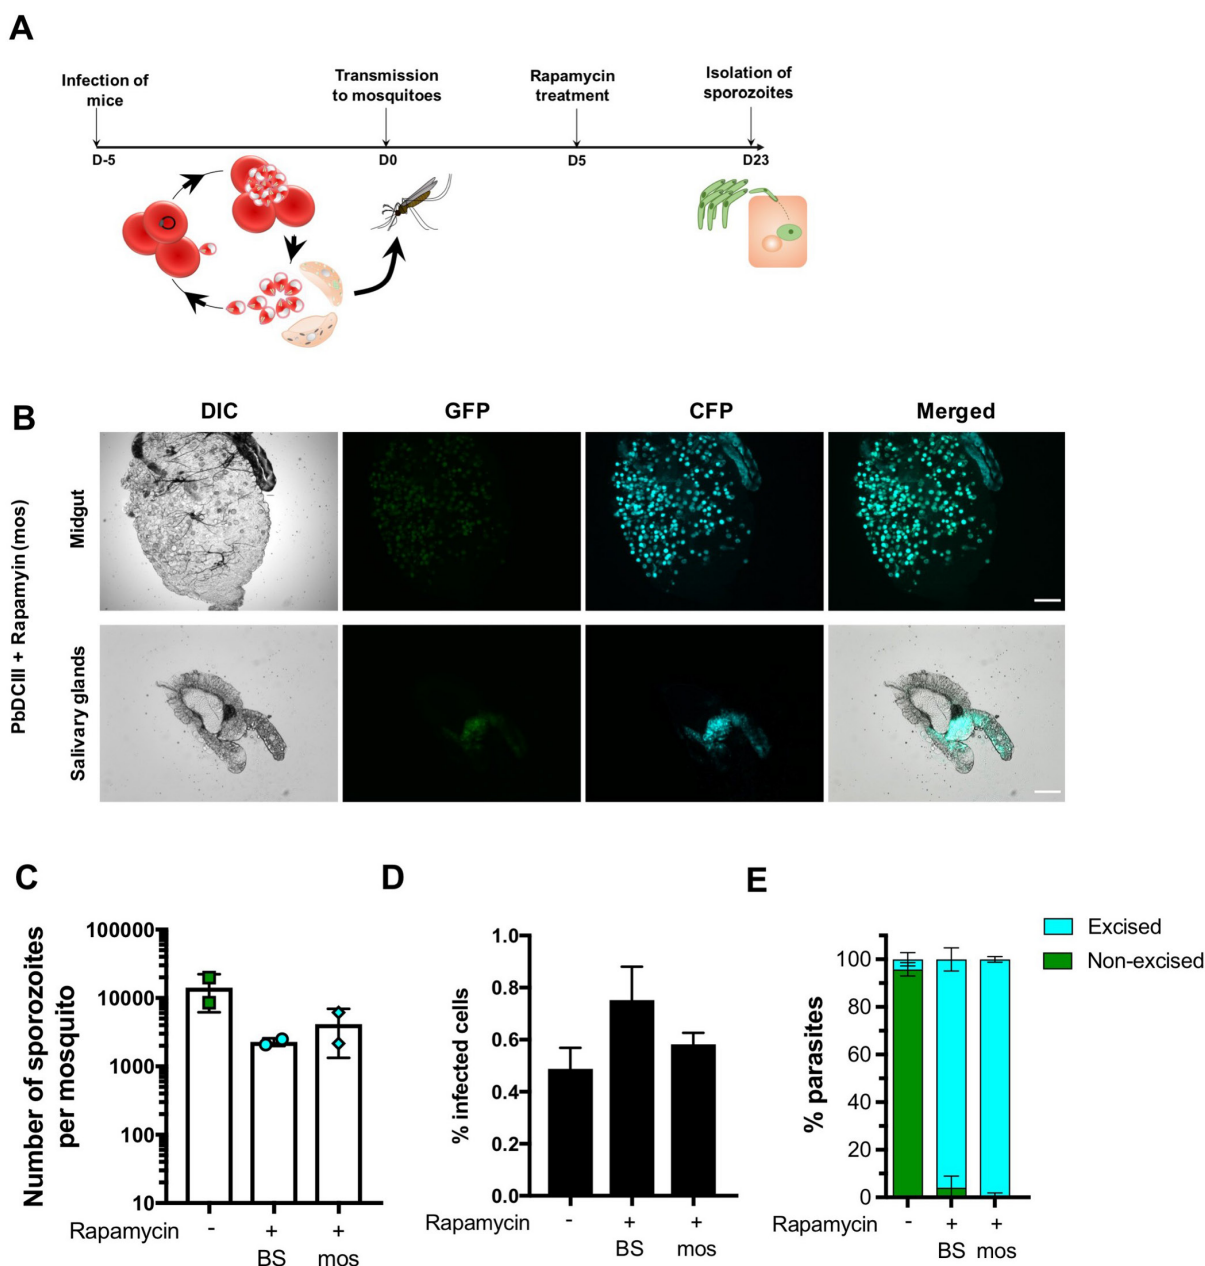 A
Infection of
mice
Transmission
to mosquitoes
Rapamycin
treatment
Isolation of
sporozoites
D-5
D0
D5
D23
B
DIC
GFP
CFP
Merged
PbDCIII + Rapamyin (mos)
Midgut
Salivary glands
C
Number of sporozoites
per mosquito
100000
10000
1000
100
10
Rapamycin
-
+
+
BS
mos
D
% infected cells
1.0
0.8
0.6
0.4
0.2
0.0
Rapamycin
-
+
+
BS
mos
E
% parasites
100
80
60
40
20
0
Rapamycin
-
+
+
BS
mos
Excised
Non-excised